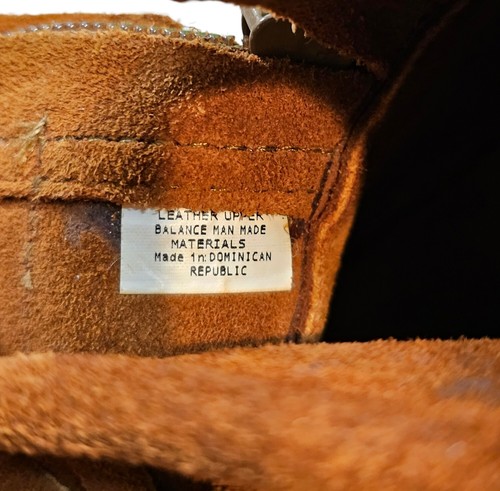 LEATHER UPPER
BALANCE MAN MADE
MATERIALS
Made in:DOMINICAN
REPUBLIC